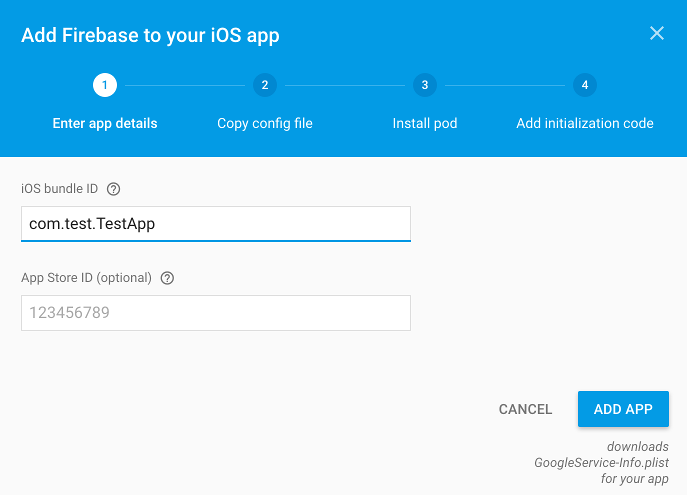 Add Firebase to your iOS app
1 2 3 4
Enter app details Copy config file Install pod Add initialization code
iOS bundle ID ?
com.test.TestApp
App Store ID (optional) ?
123456789
CANCEL ADD APP
downloads
GoogleService-Info.plist
for your app